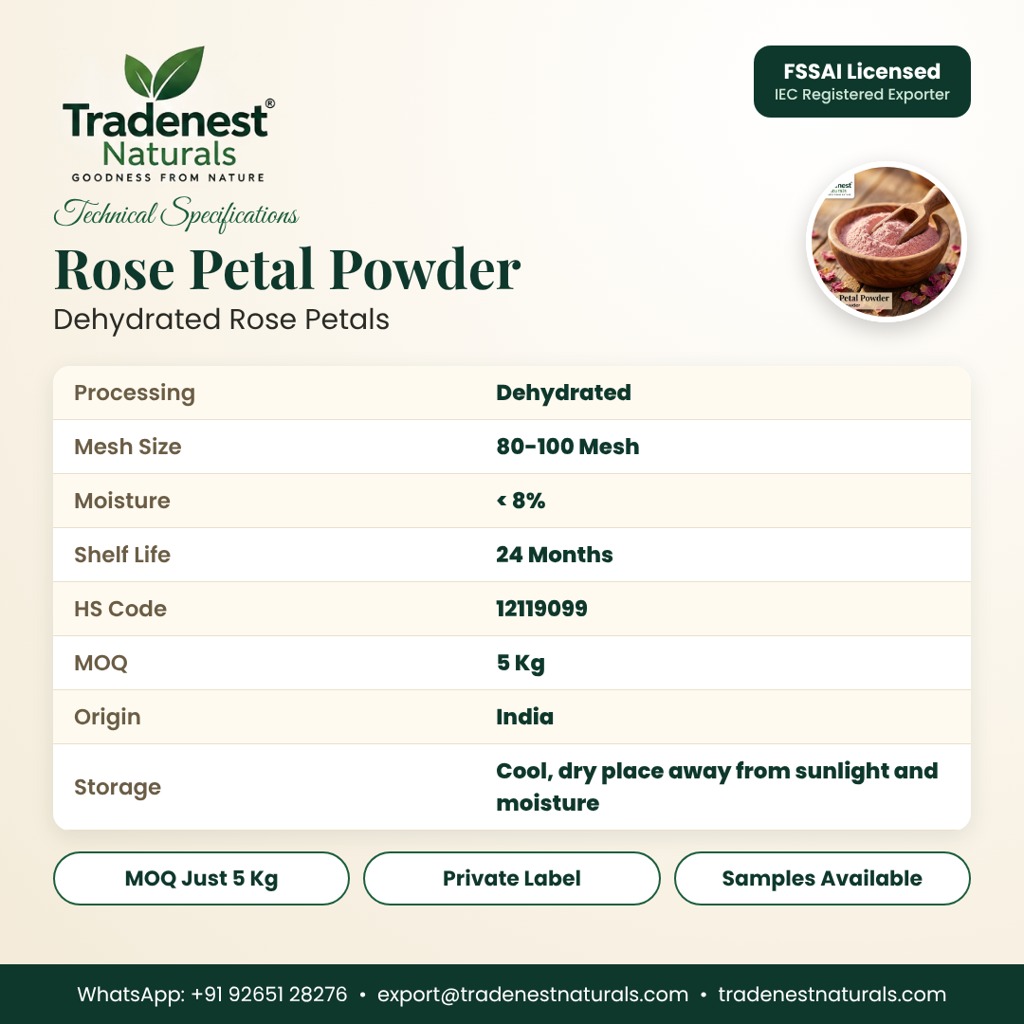 Tradenest®
Naturals
GOODNESS FROM NATURE
FSSAI Licensed
IEC Registered Exporter
Technical Specifications
Rose Petal Powder
Dehydrated Rose Petals
Petal Powder
Processing Dehydrated
Mesh Size 80-100 Mesh
Moisture < 8%
Shelf Life 24 Months
HS Code 12119099
MOQ 5 Kg
Origin India
Storage Cool, dry place away from sunlight and
moisture
MOQ Just 5 Kg
Private Label
Samples Available
WhatsApp: +91 92651 28276 • export@tradenestnaturals.com • tradenestnaturals.com